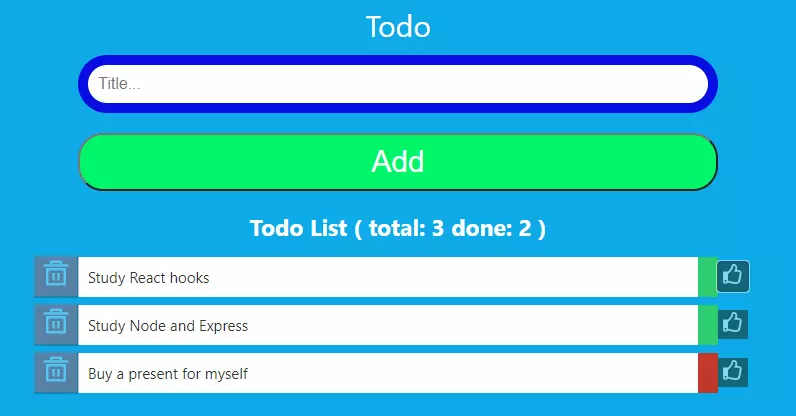 Todo
Title...
Add
Todo List ( total: 3 done: 2 )
Study React hooks
Study Node and Express
Buy a present for myself